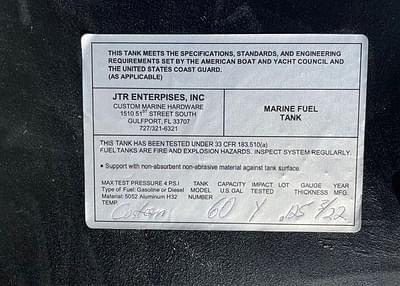 THIS TANK MEETS THE SPECIFICATIONS, STANDARDS, AND ENGINEERING
REQUIREMENTS SET BY THE AMERICAN BOAT AND YACHT COUNCIL AND
THE UNITED STATES COAST GUARD.
(AS APPLICABLE)
JTR ENTERPISES, INC
CUSTOM MARINE HARDWARE
1510 51ST STREET SOUTH
GULFPORT, FL 33707
727/321-6321
MARINE FUEL
TANK
THIS TANK HAS BEEN TESTED UNDER 33 CFR 183.510(a)
FUEL TANKS ARE FIRE AND EXPLOSION HAZARDS. INSPECT SYSTEM REGULARLY.
• Support with non-absorbent non-abrasive material against tank surface.
MAX TEST PRESSURE 4 P.S.I TANK CAPACITY IMPACT LOT GAUGE YEAR
Type of Fuel: Gasoline or Diesel MODEL U.S. GAL TESTED THICKNESS MFG.
Material: 5052 Aluminum H32 NUMBER
TEMP.
Custom 60 Y .125 3/22